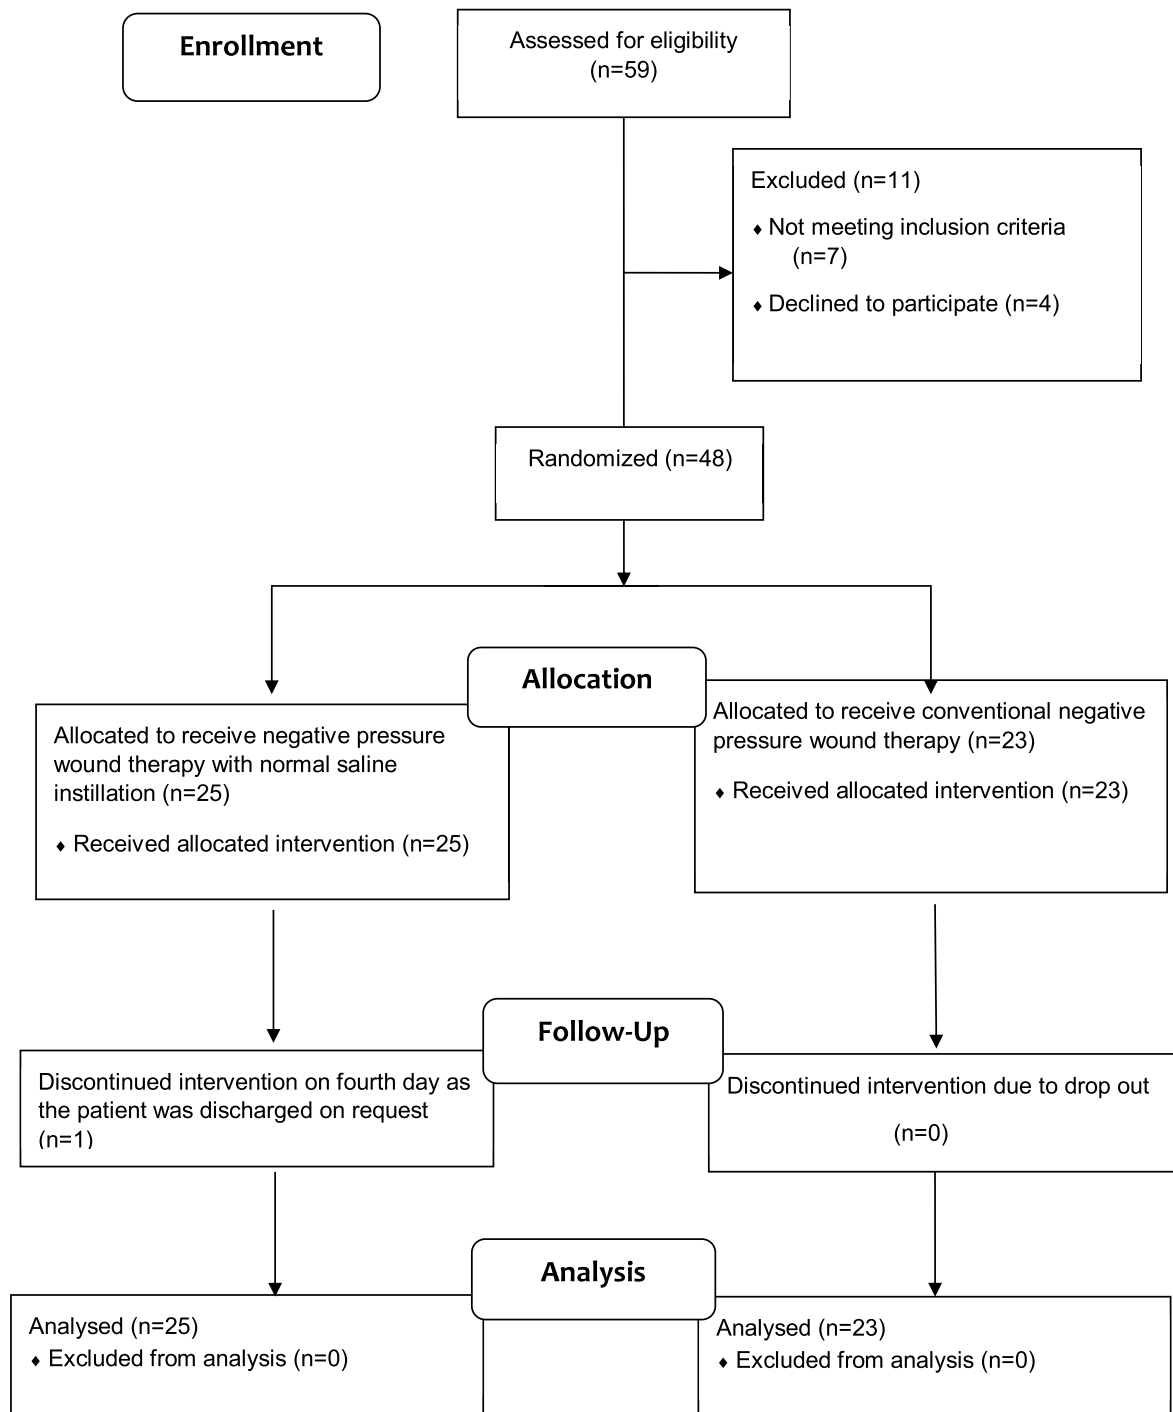 Enrollment
Assessed for eligibility
(n=59)
Excluded (n=11)
♦ Not meeting inclusion criteria
(n=7)
♦ Declined to participate (n=4)
Randomized (n=48)
Allocation
Allocated to receive negative pressure
wound therapy with normal saline
instillation (n=25)
♦ Received allocated intervention (n=25)
Allocated to receive conventional negative
pressure wound therapy (n=23)
♦ Received allocated intervention (n=23)
Follow-Up
Discontinued intervention on fourth day as
the patient was discharged on request
(n=1)
Discontinued intervention due to drop out
(n=0)
Analysis
Analysed (n=25)
♦ Excluded from analysis (n=0)
Analysed (n=23)
♦ Excluded from analysis (n=0)